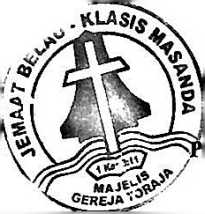 JEMAAT BELAU - KLASIS MASANDA
1 Kor 3:11
MAJELIS
GEREJA TORAJA